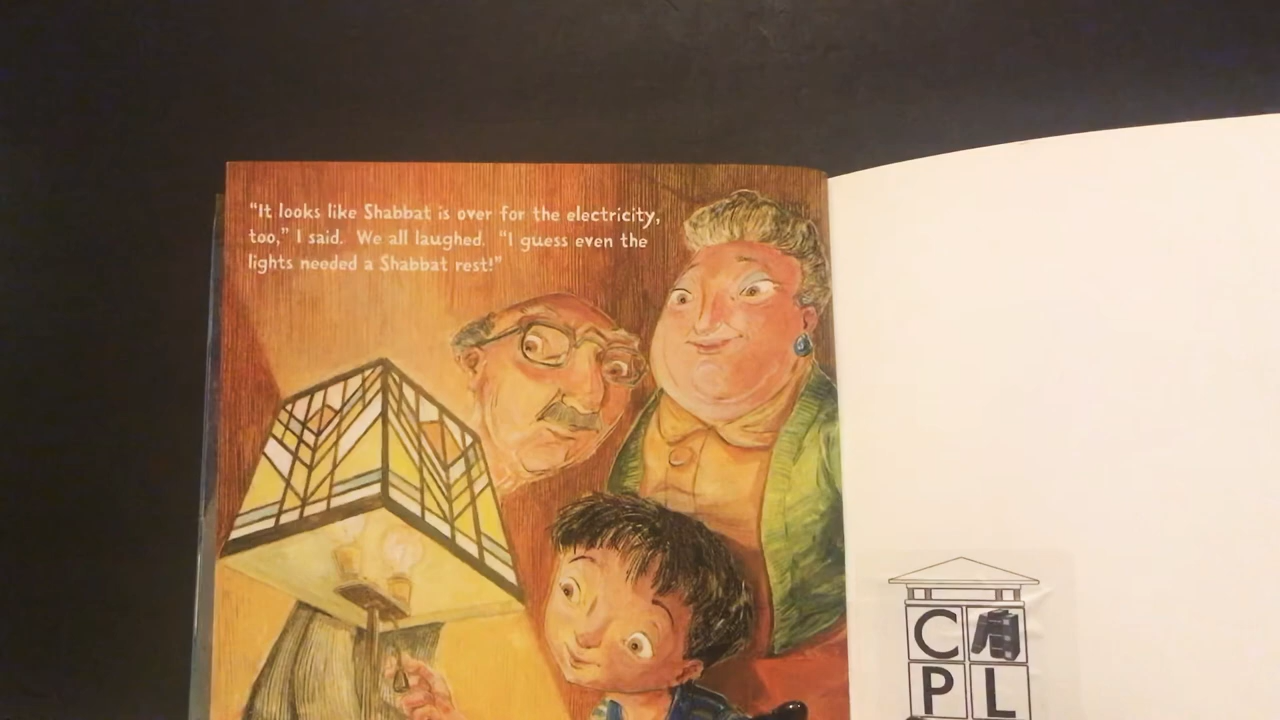 “It looks like Shabbat is over for the electricity,
too,” I said. We all laughed. “I guess even the
lights needed a Shabbat rest!”
C
P L